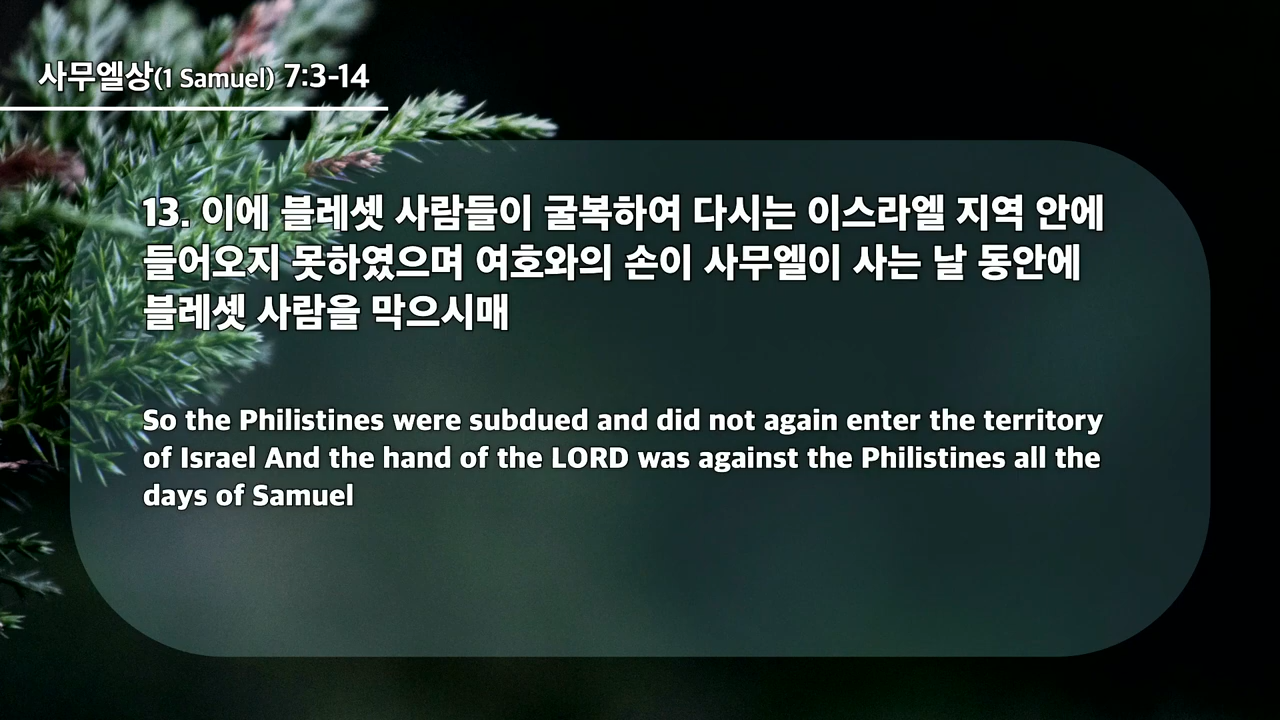 사무엘상(1 Samuel) 7:3-14
13. 이에 블레셋 사람들이 굴복하여 다시는 이스라엘 지역 안에
들어오지 못하였으며 여호와의 손이 사무엘이 사는 날 동안에
블레셋 사람을 막으시매
So the Philistines were subdued and did not again enter the territory
of Israel And the hand of the LORD was against the Philistines all the
days of Samuel